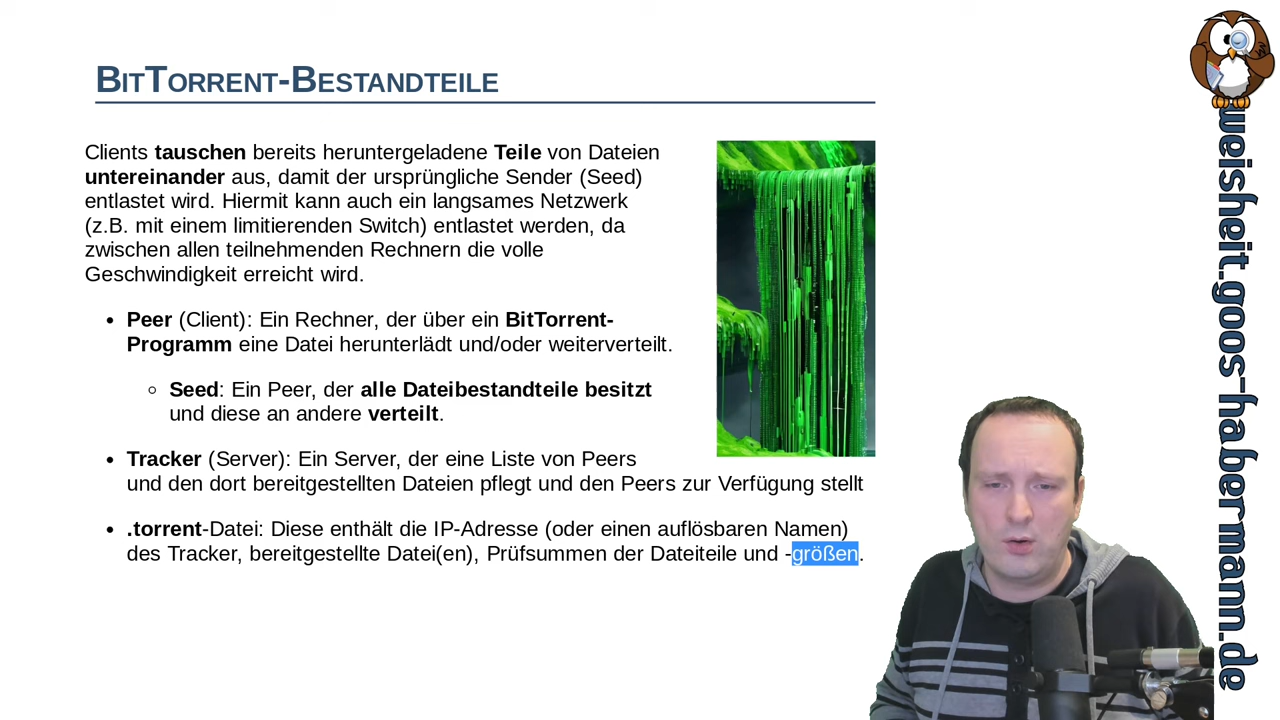 BitTorrent-Bestandteile
Clients tauschen bereits heruntergeladene Teile von Dateien
untereinander aus, damit der ursprüngliche Sender (Seed)
entlastet wird. Hiermit kann auch ein langsames Netzwerk
(z.B. mit einem limitierenden Switch) entlastet werden, da
zwischen allen teilnehmenden Rechnern die volle
Geschwindigkeit erreicht wird.
• Peer (Client): Ein Rechner, der über ein BitTorrent-
Programm eine Datei herunterlädt und/oder weiterverteilt.
◦ Seed: Ein Peer, der alle Dateibestandteile besitzt
und diese an andere verteilt.
• Tracker (Server): Ein Server, der eine Liste von Peers
und den dort bereitgestellten Dateien pflegt und den Peers zur Verfügung stellt
• .torrent-Datei: Diese enthält die IP-Adresse (oder einen auflösbaren Namen)
des Tracker, bereitgestellte Datei(en), Prüfsummen der Dateiteile und -größen.
weisheit.goos-habermann.de